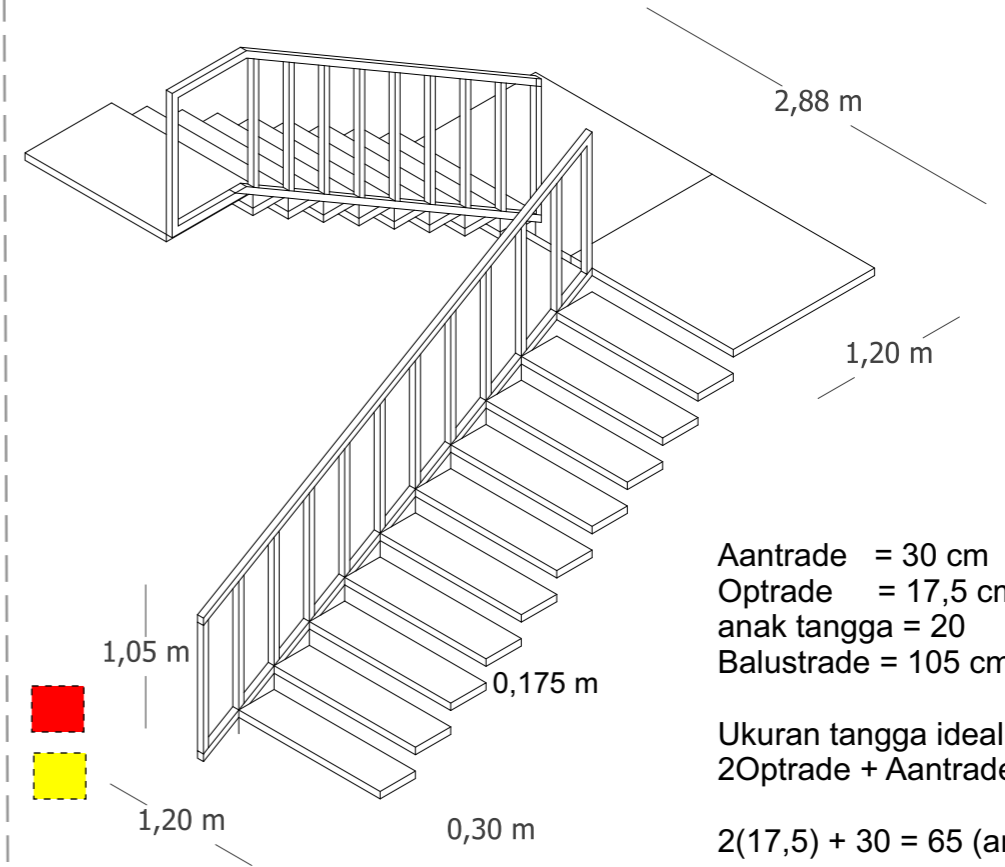 2,88 m
1,20 m
1,05 m
0,175 m
1,20 m
0,30 m
Aantrade = 30 cm
Optrade = 17,5 cm
anak tangga = 20
Balustrade = 105 cm
Ukuran tangga ideal
2Optrade + Aantrade
2(17,5) + 30 = 65